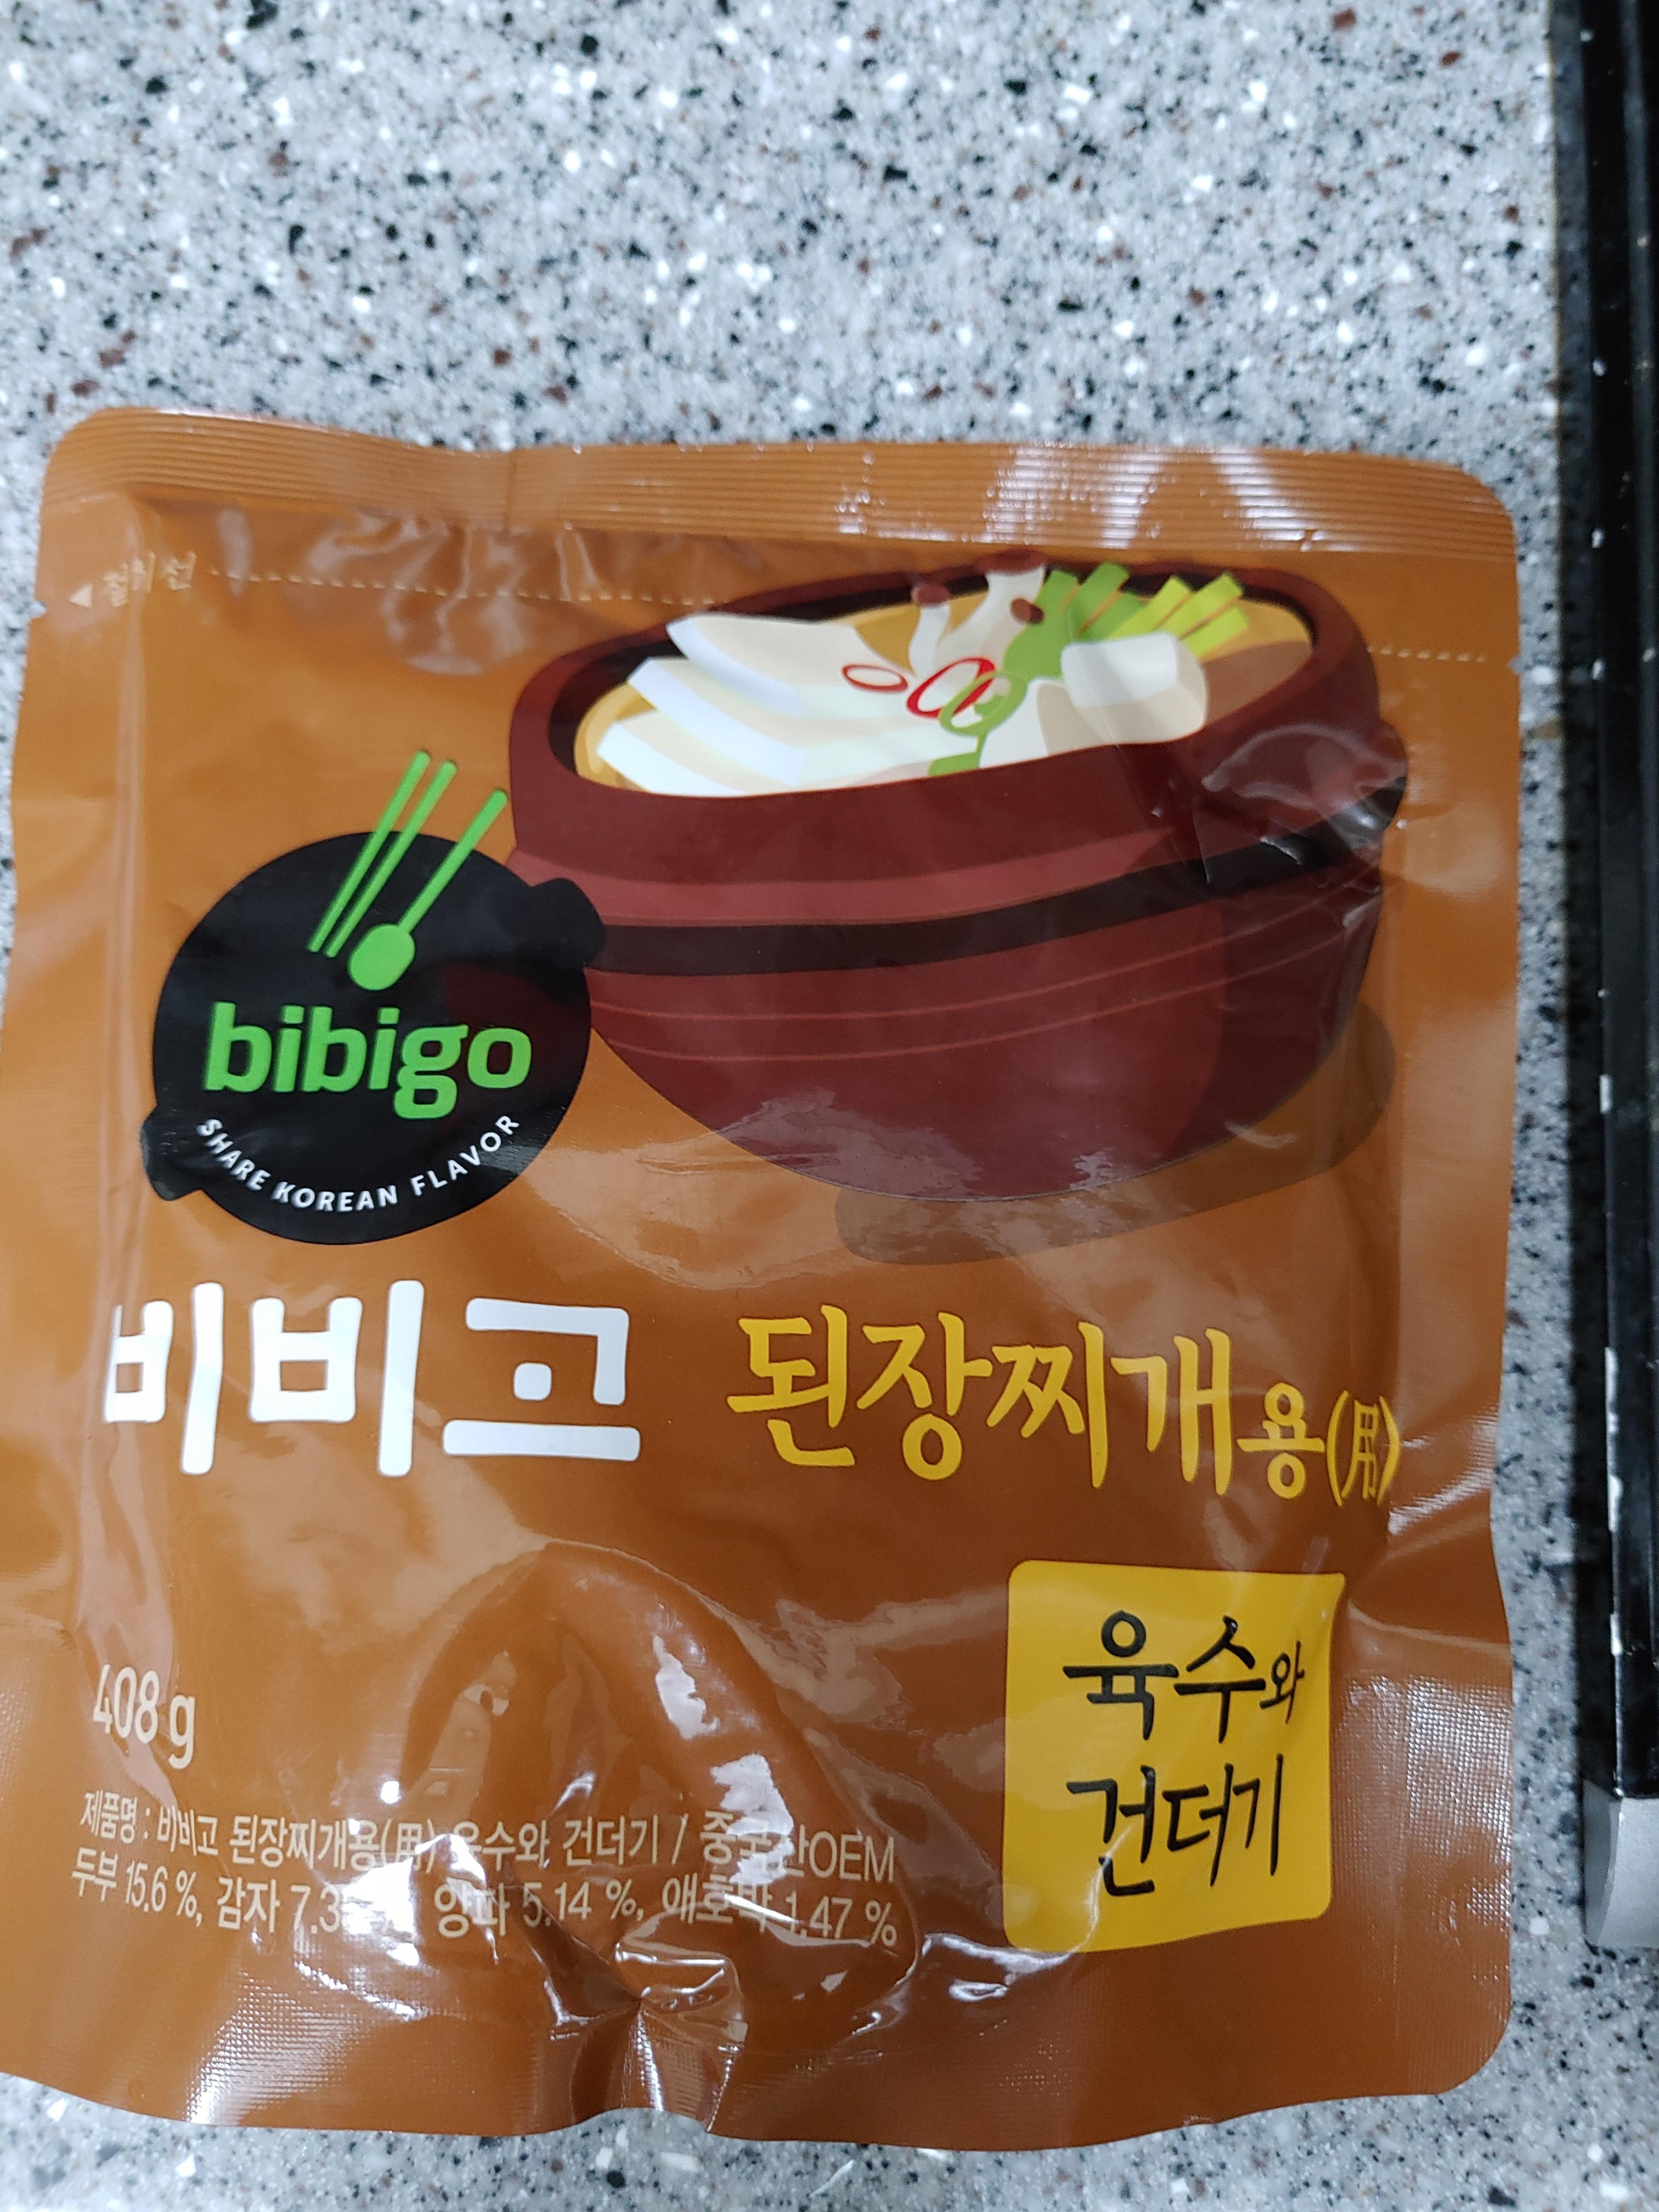 ◀ 절취선
bibigo
SHARE KOREAN FLAVOR
비비고 된장찌개용(用)
육수와
건더기
408 g
제품명 : 비비고 된장찌개용(用) 육수와 건더기 / 중국산OEM
두부 15.6 %, 감자 양파 5.14 %, 애호박 1.47 %